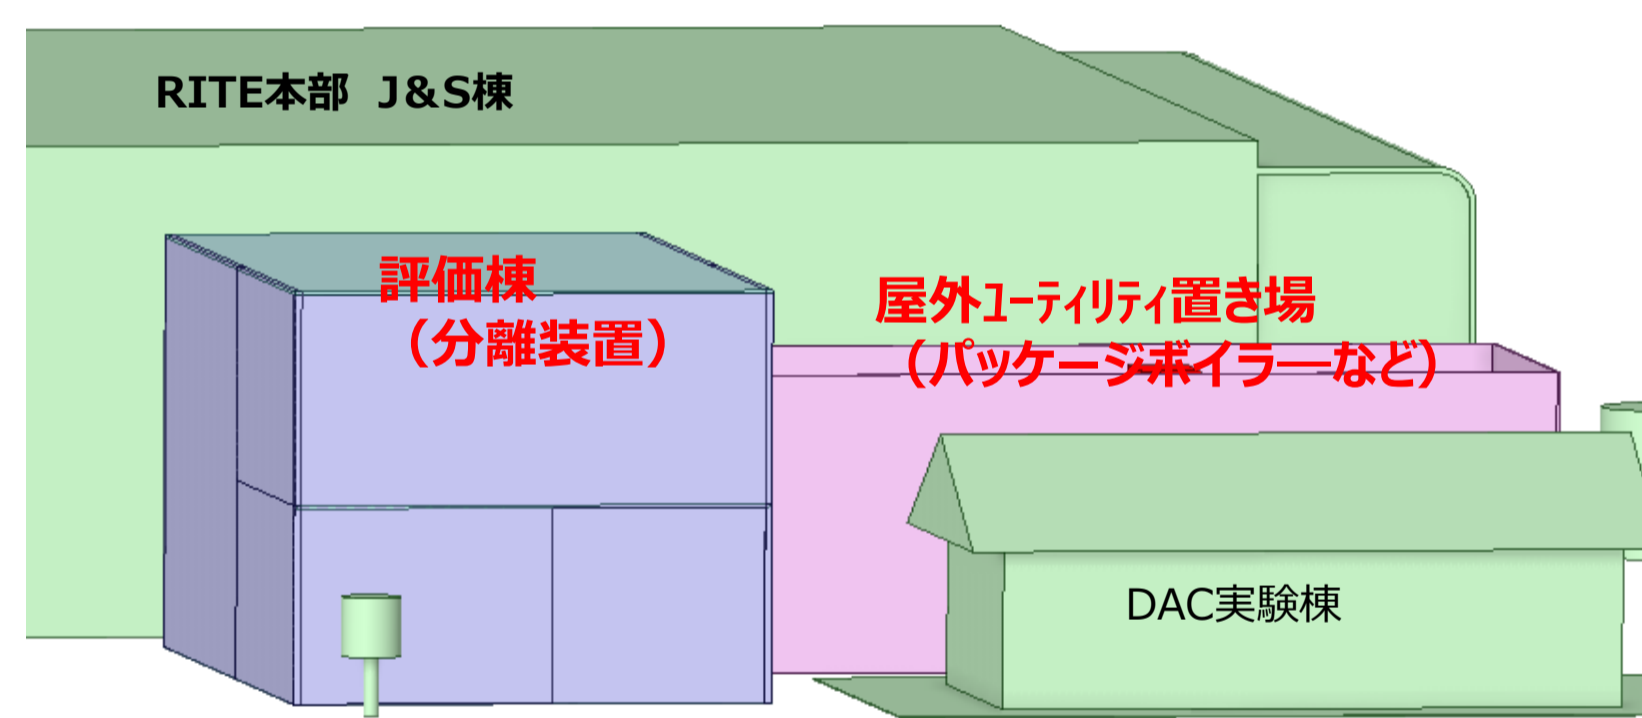 RITE本部 J&S棟
評価棟
（分離装置）
屋外ﾕｰﾃｨﾘﾃｨ置き場
（パッケージボイラ―など）
DAC実験棟